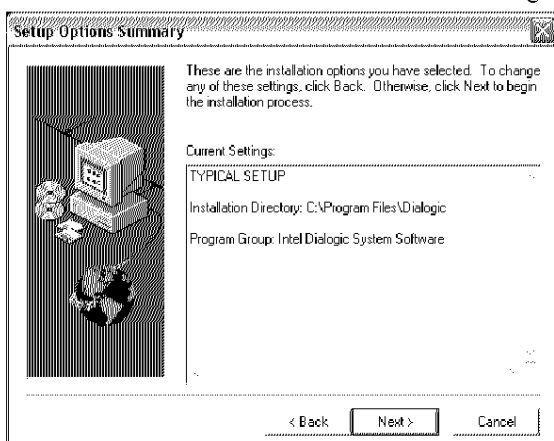 Setup Options Summary
These are the installation options you have selected. To change
any of these settings, click Back. Otherwise, click Next to begin
the installation process.
Current Settings:
TYPICAL SETUP
Installation Directory: C:\Program Files\Dialogic
Program Group: Intel Dialogic System Software
< Back Next > Cancel